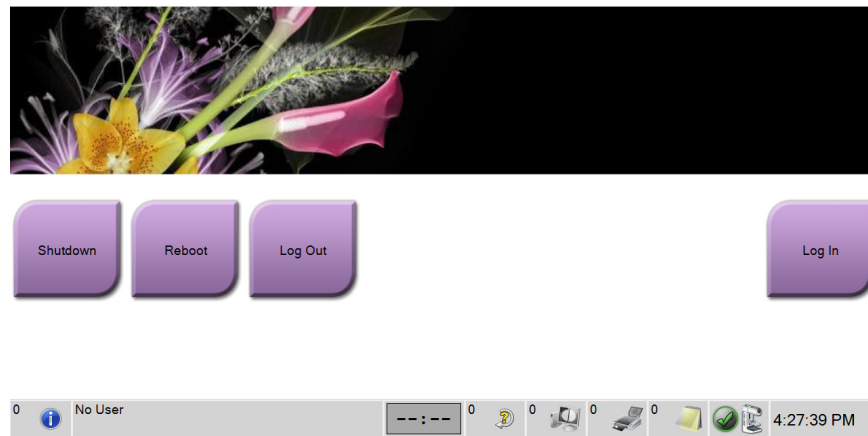 Shutdown
Reboot
Log Out
Log In
0
No User
--:--
0
0
0
0
4:27:39 PM